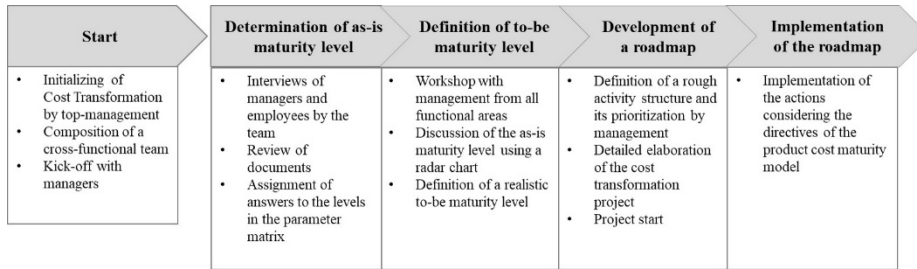 Start
Initializing of
Cost Transformation
by top-management
Composition of a
cross-functional team
Kick-off with
managers
Determination of as-is
maturity level
Interviews of
managers and
employees by the
team
Review of
documents
Assignment of
answers to the levels
in the parameter
matrix
Definition of to-be
maturity level
Workshop with
management from all
functional areas
Discussion of the as-is
maturity level using a
radar chart
Definition of a realistic
to-be maturity level
Development of
a roadmap
Definition of a rough
activity structure and
its prioritization by
management
Detailed elaboration
of the cost
transformation
project
Project start
Implementation
of the roadmap
Implementation of
the actions
considering the
directives of the
product cost maturity
model